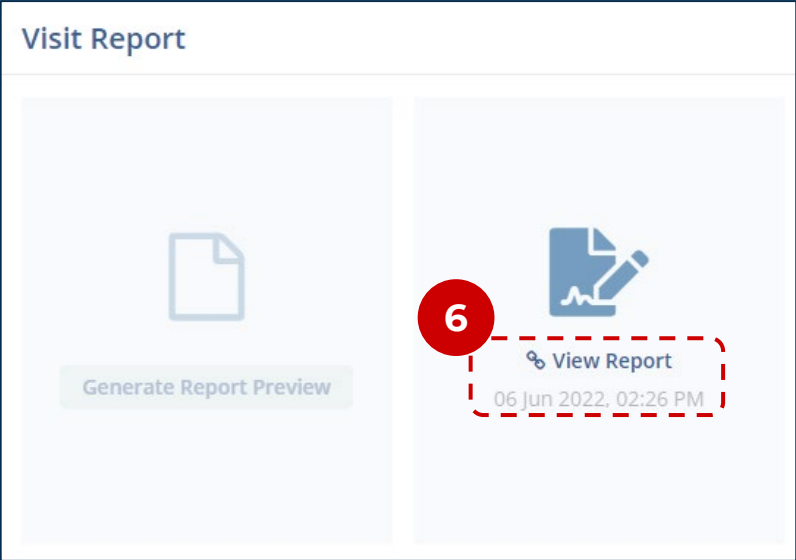 Visit Report
Generate Report Preview
6
View Report
06 Jun 2022, 02:26 PM